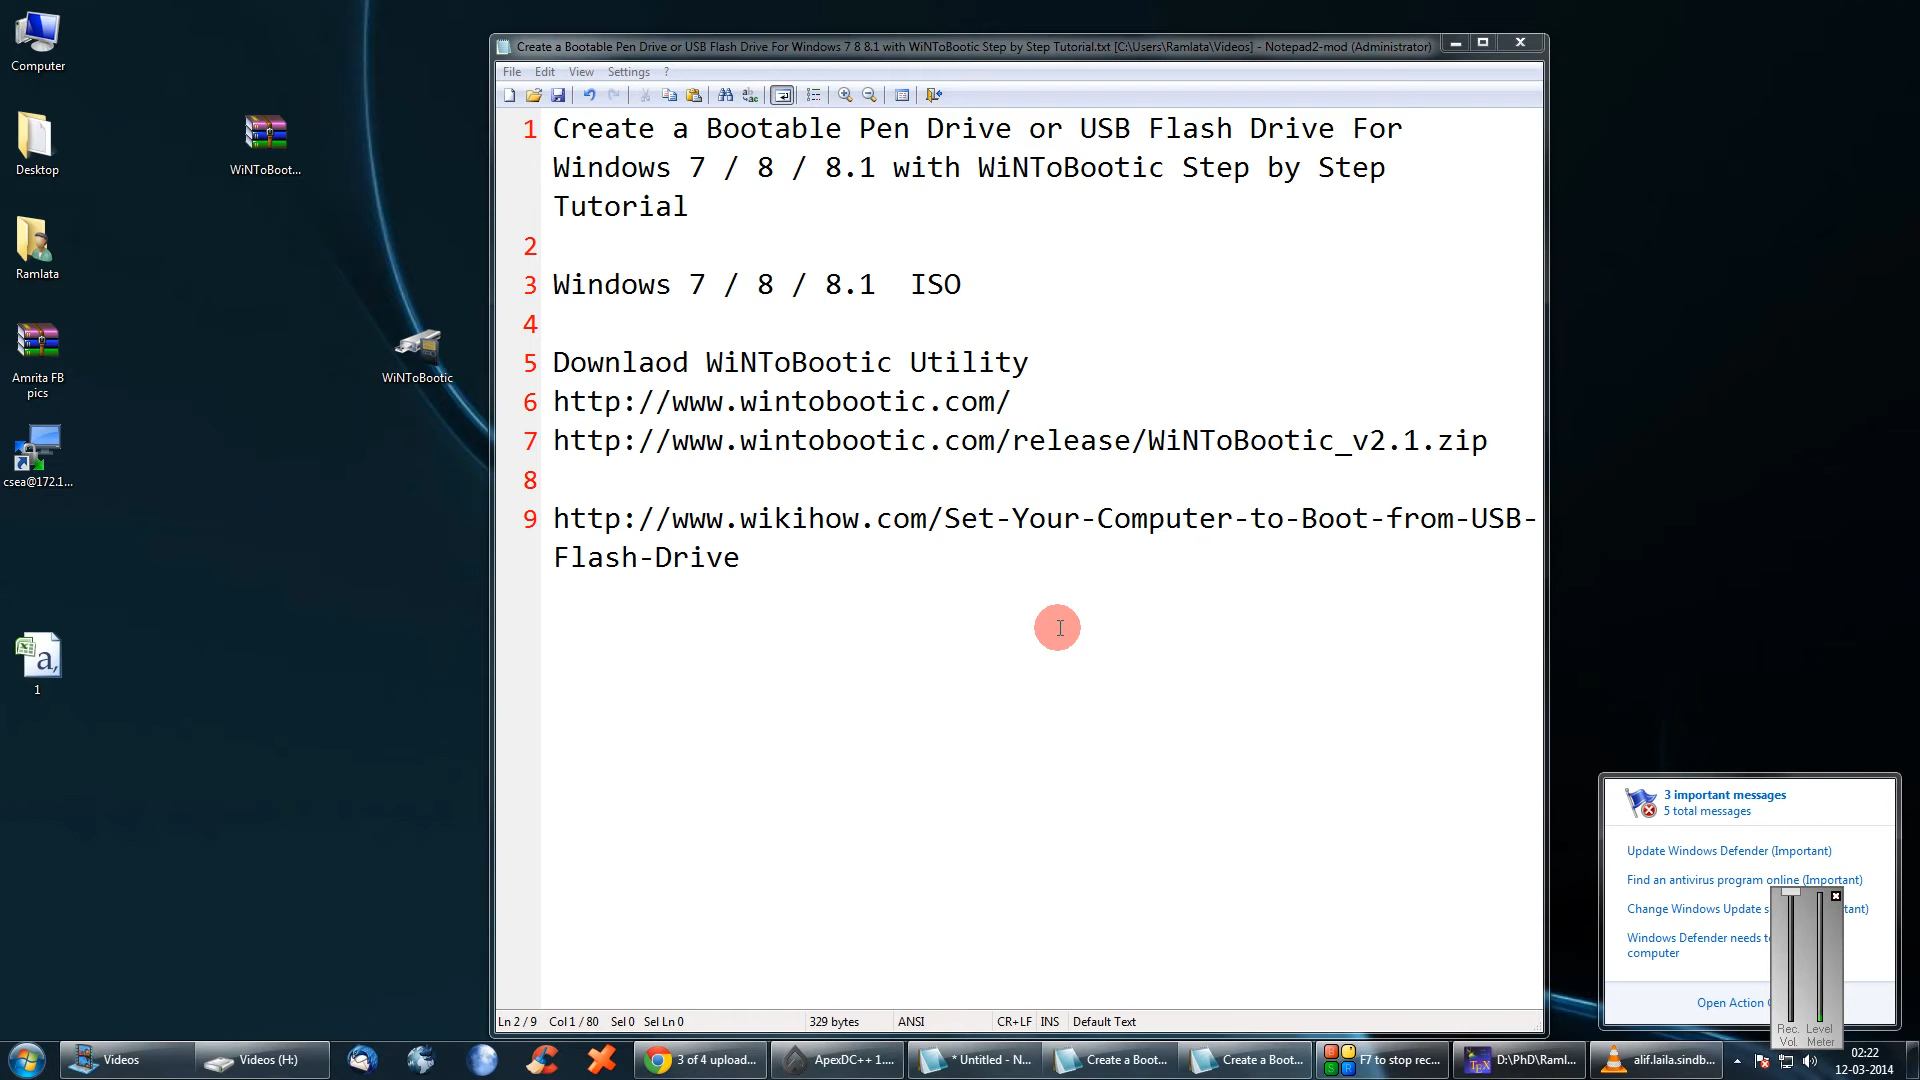 Computer
Desktop
Ramlata
Amrita FB
pics
csea@172.1...
1
WiNToBoot...
WiNToBootic
Create a Bootable Pen Drive or USB Flash Drive For Windows 7 8 8.1 with WiNToBootic Step by Step Tutorial.txt [C:\Users\Ramlata\Videos] - Notepad2-mod (Administrator)
File Edit View Settings ?
1 Create a Bootable Pen Drive or USB Flash Drive For
Windows 7 / 8 / 8.1 with WiNToBootic Step by Step
Tutorial
2
3 Windows 7 / 8 / 8.1  ISO
4
5 Downlaod WiNToBootic Utility
6 http://www.wintobootic.com/
7 http://www.wintobootic.com/release/WiNToBootic_v2.1.zip
8
9 http://www.wikihow.com/Set-Your-Computer-to-Boot-from-USB-
Flash-Drive
Ln 2 / 9 Col 1 / 80 Sel 0 Sel Ln 0 329 bytes ANSI CR+LF INS Default Text
3 important messages
5 total messages
Update Windows Defender (Important)
Find an antivirus program online (Important)
Change Windows Update s tant)
Windows Defender needs t
computer
Open Action
Rec. Level
Vol. Meter
Videos Videos (H:) 3 of 4 upload... ApexDC++ 1.... * Untitled - N... Create a Boot... Create a Boot... F7 to stop rec... D:\PhD\Raml... alif.laila.sindb...
02:22
12-03-2014